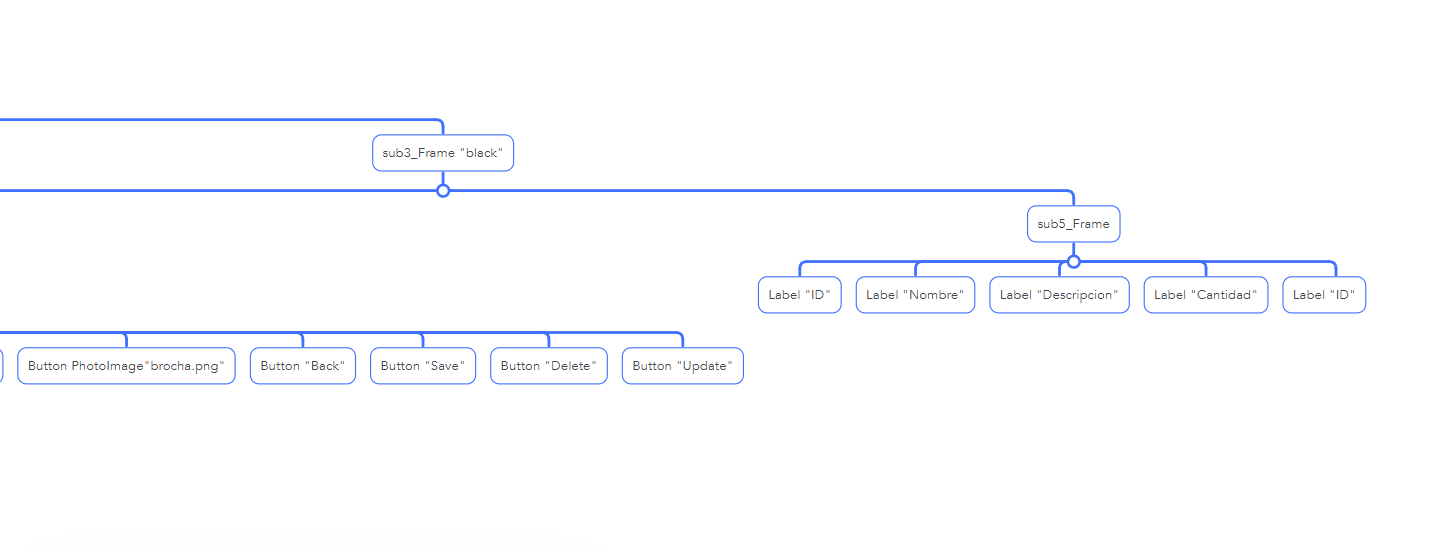 sub3_Frame "black"
sub5_Frame
Label "ID"
Label "Nombre"
Label "Descripcion"
Label "Cantidad"
Label "ID"
Button PhotoImage"brocha.png"
Button "Back"
Button "Save"
Button "Delete"
Button "Update"